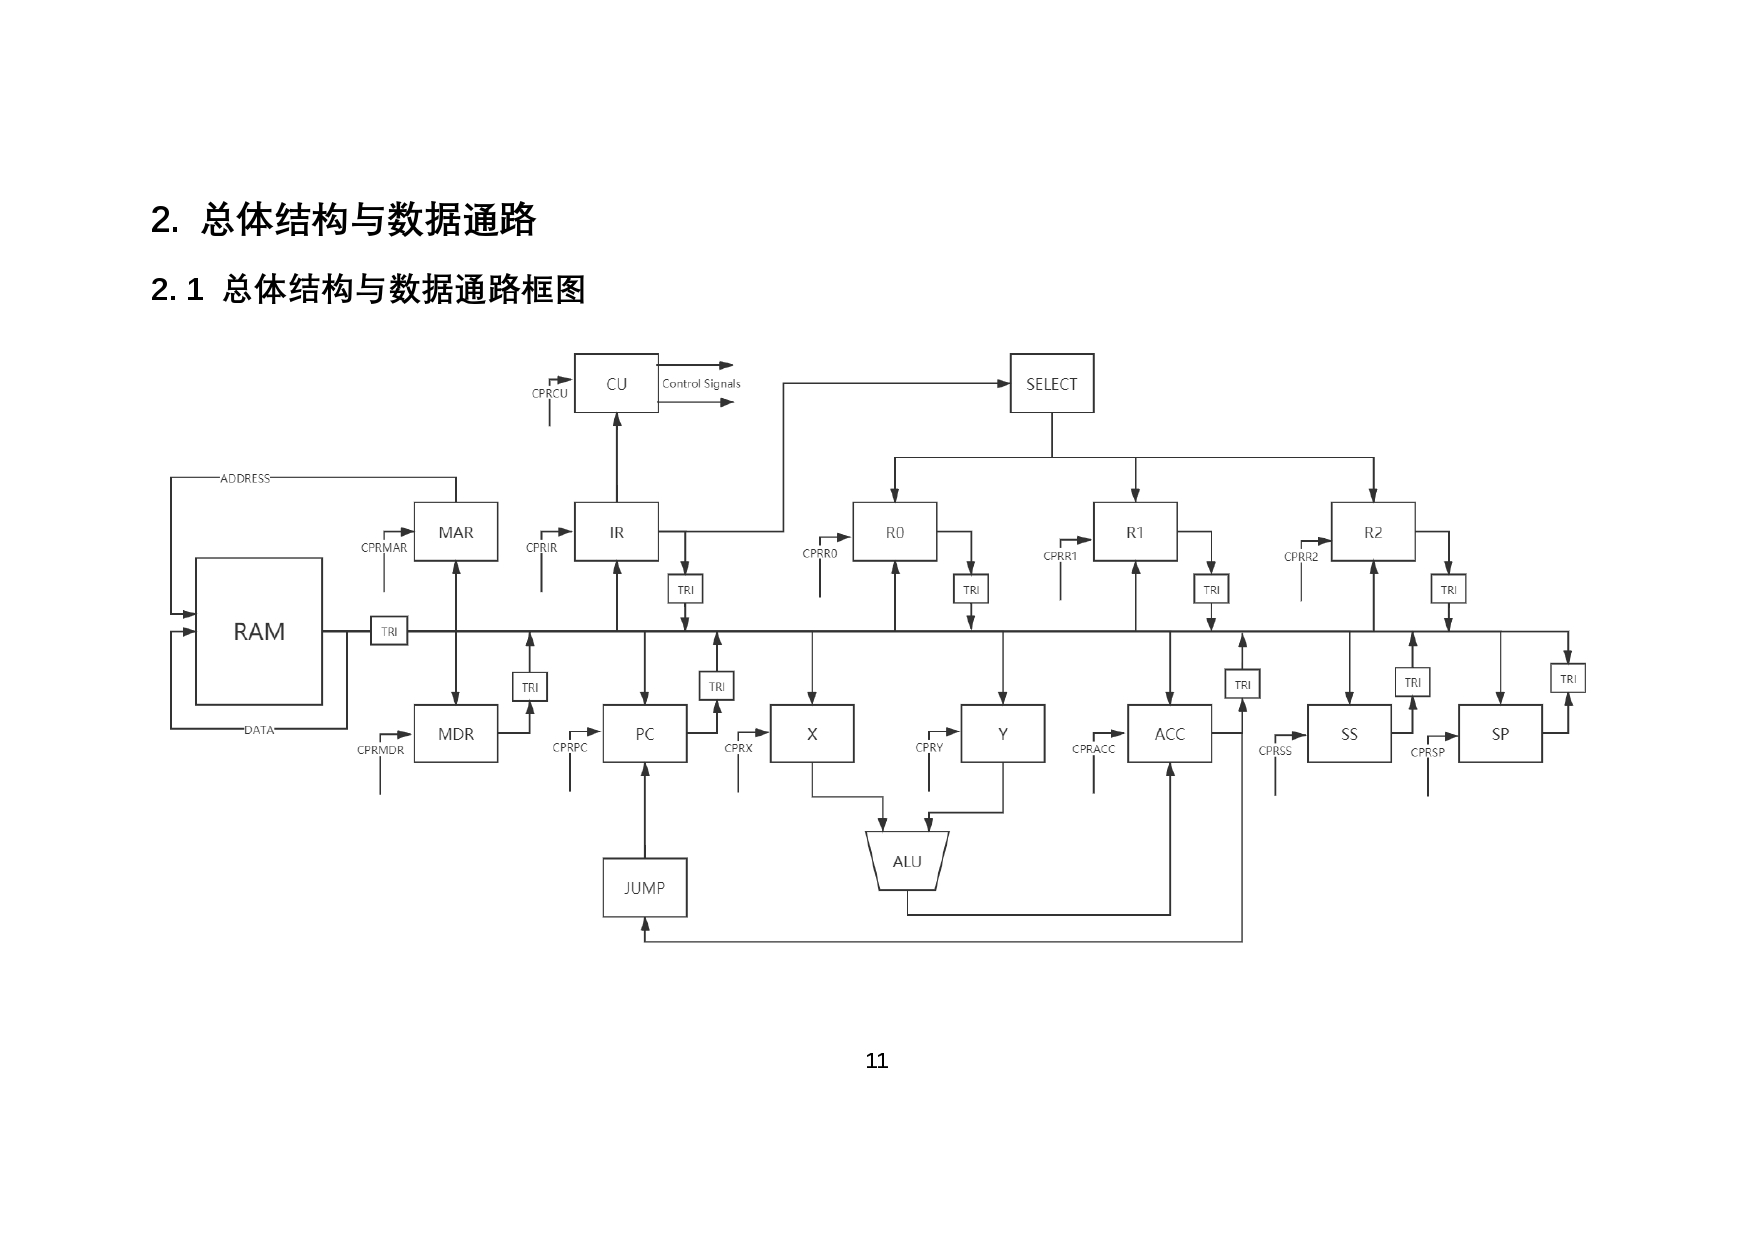 2. 总体结构与数据通路
2.1 总体结构与数据通路框图
CU
Control Signals
SELECT
CPRCU
ADDRESS
MAR
IR
R0
R1
R2
CPRMAR
CPRIR
CPRR0
CPRR1
CPRR2
TRI
TRI
TRI
TRI
RAM
TRI
TRI
TRI
TRI
TRI
TRI
DATA
MDR
PC
X
Y
ACC
SS
SP
CPRMDR
CPRPC
CPRX
CPRY
CPRACC
CPRSS
CPRSP
ALU
JUMP
11